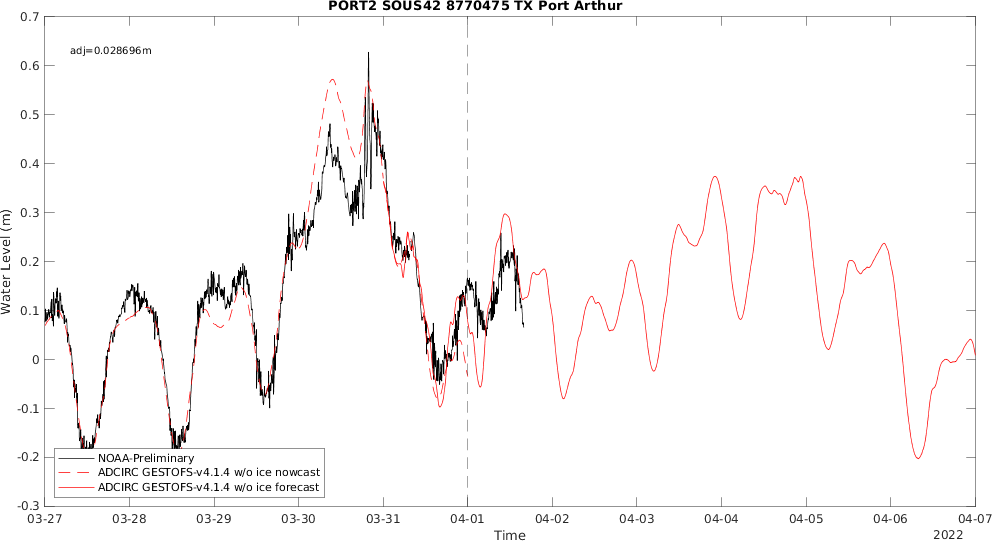 PORT2 SOUS42 8770475 TX Port Arthur
0.7
adj=0.028696m
0.6
0.5
0.4
0.3
0.2
0.1
0
-0.1
-0.2
-0.3
Water Level (m)
NOAA-Preliminary
ADCIRC GESTOFS-v4.1.4 w/o ice nowcast
ADCIRC GESTOFS-v4.1.4 w/o ice forecast
03-27 03-28 03-29 03-30 03-31 04-01 04-02 04-03 04-04 04-05 04-06 04-07
Time
2022